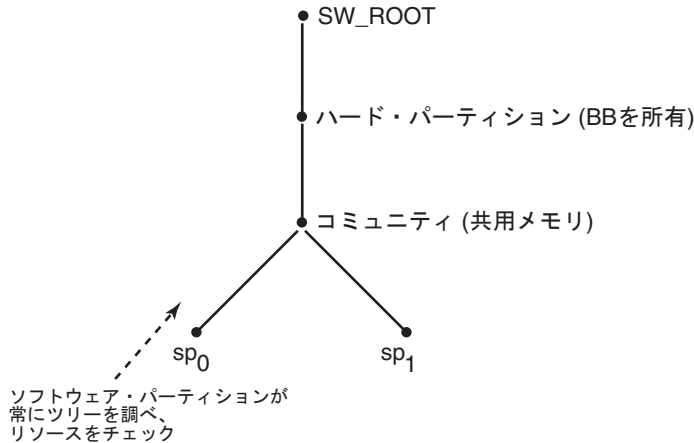 SW_ROOT
ハード・パーティション (BBを所有)
コミュニティ (共用メモリ)
sp0
sp1
ソフトウェア・パーティションが
常にツリーを調べ、
リソースをチェック